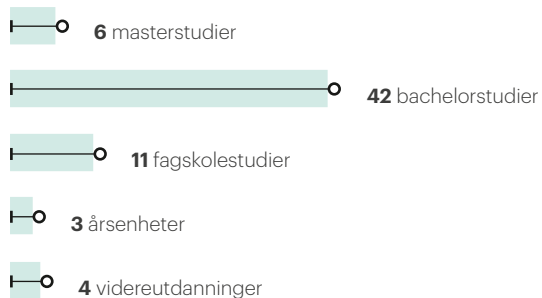 6 masterstudier
42 bachelorstudier
11 fagskolestudier
3 årsenheter
4 videreutdanninger